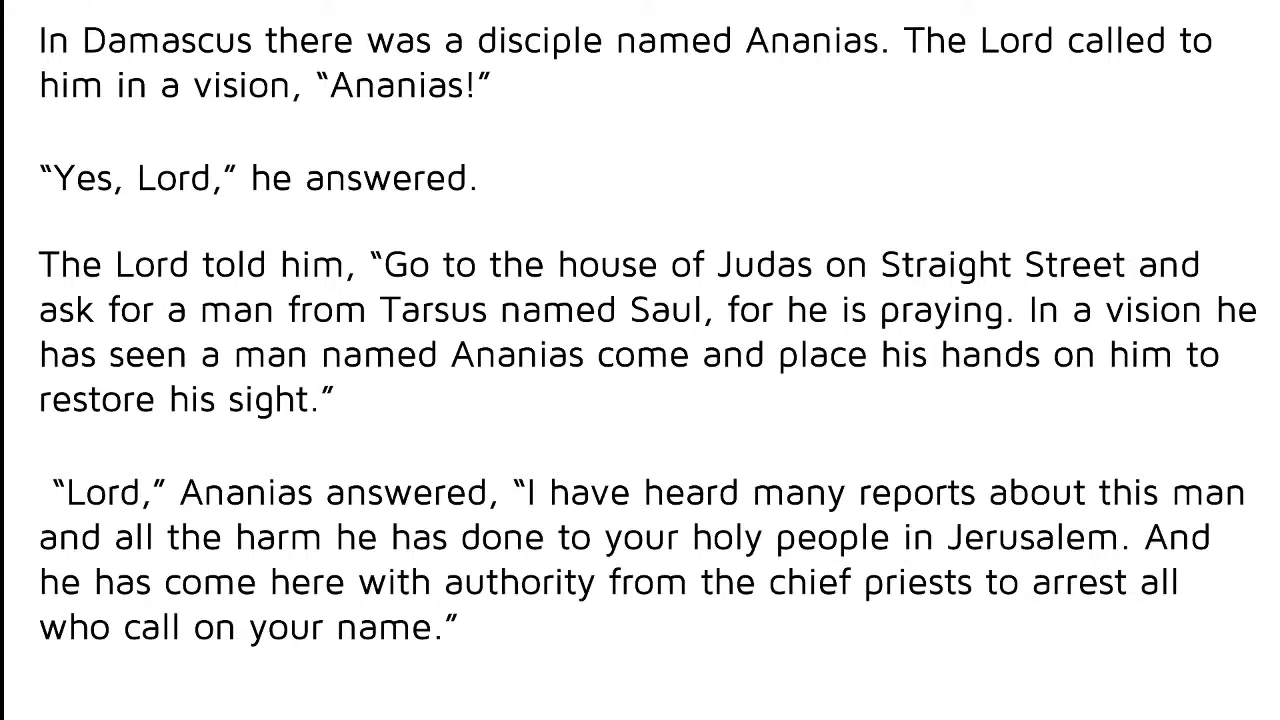 In Damascus there was a disciple named Ananias. The Lord called to
him in a vision, “Ananias!”
“Yes, Lord,” he answered.
The Lord told him, “Go to the house of Judas on Straight Street and
ask for a man from Tarsus named Saul, for he is praying. In a vision he
has seen a man named Ananias come and place his hands on him to
restore his sight.”
“Lord,” Ananias answered, “I have heard many reports about this man
and all the harm he has done to your holy people in Jerusalem. And
he has come here with authority from the chief priests to arrest all
who call on your name.”